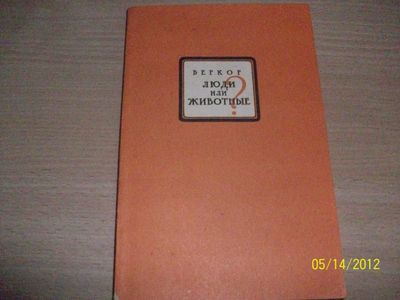 ВЕРКОР
ЛЮДИ
ИЛИ
ЖИВОТНЫЕ
?
05/14/2012